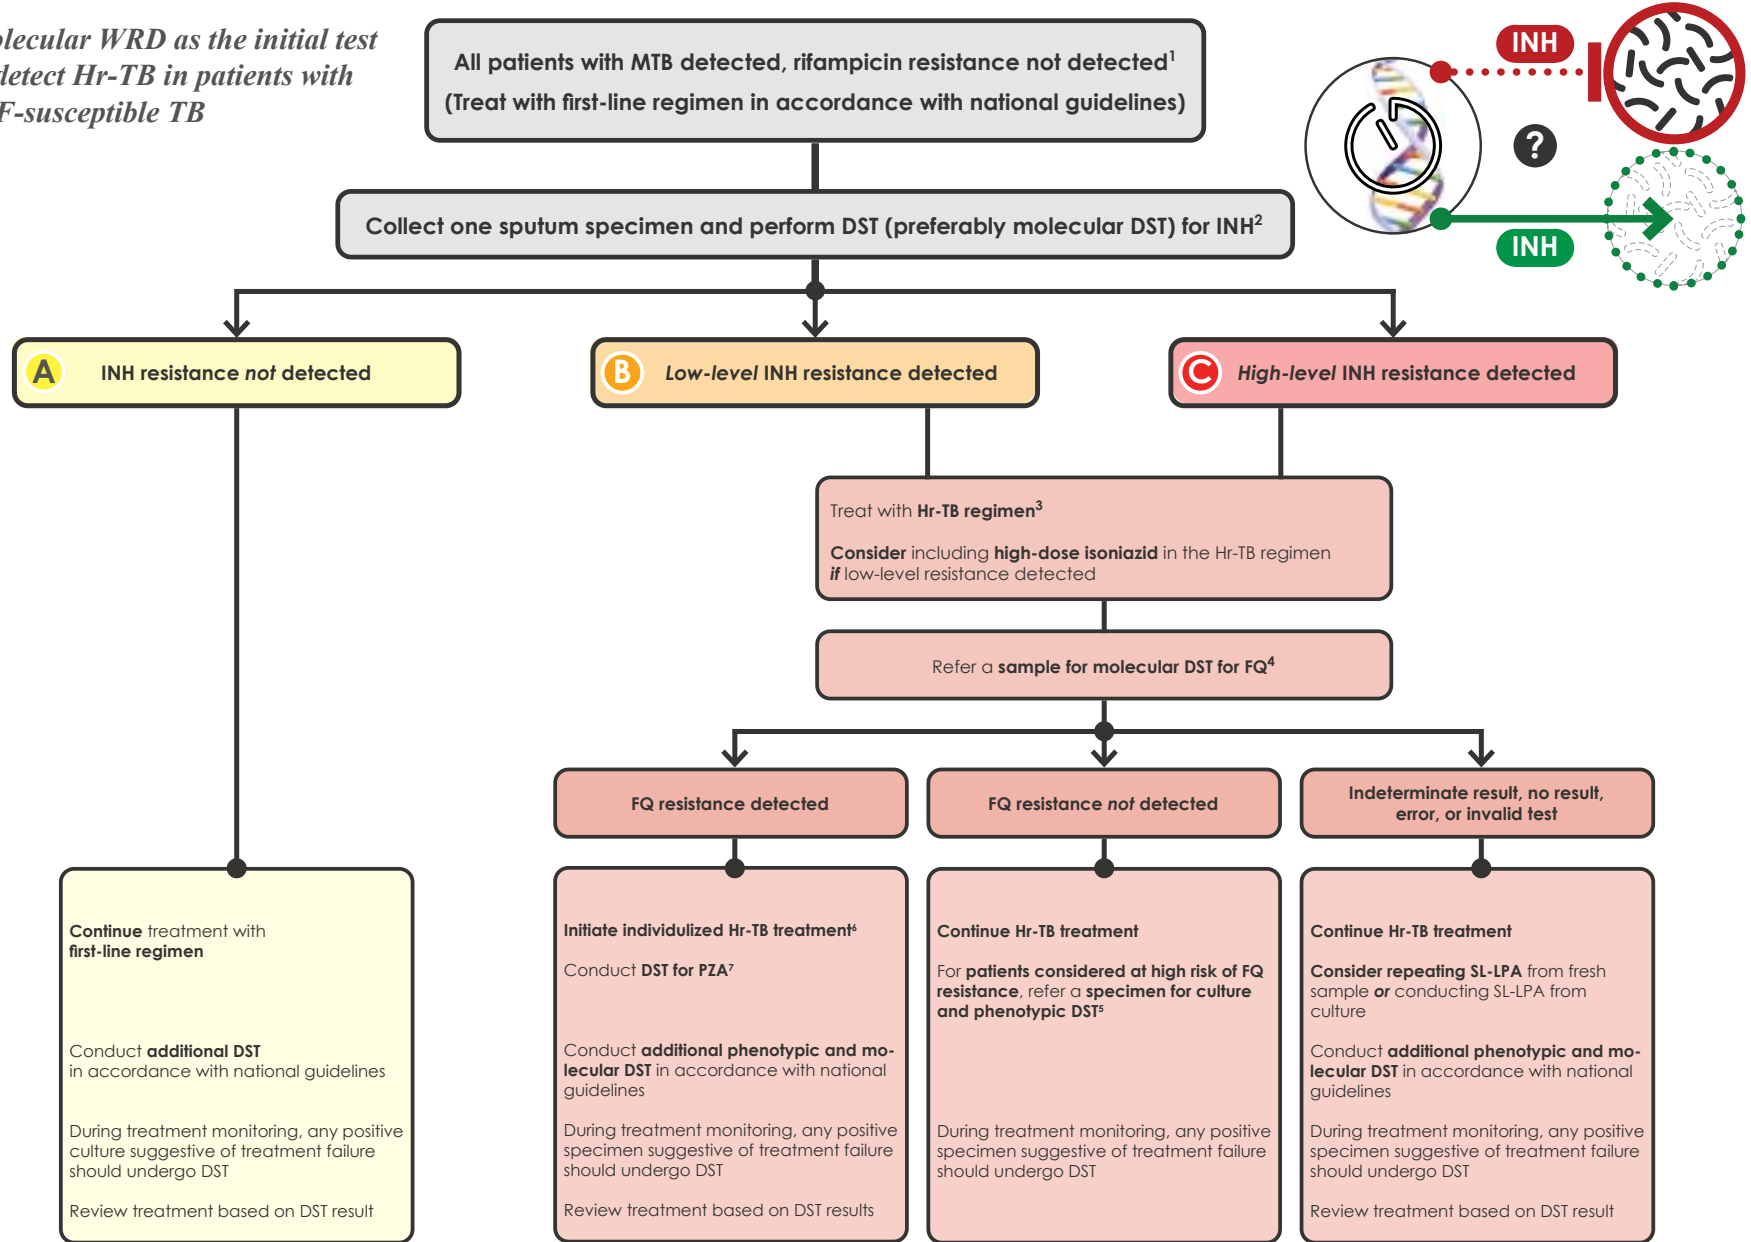 olecular WRD as the initial test
detect Hr-TB in patients with
F-susceptible TB
All patients with MTB detected, rifampicin resistance not detected¹
(Treat with first-line regimen in accordance with national guidelines)
INH
?
INH
Collect one sputum specimen and perform DST (preferably molecular DST) for INH²
A INH resistance not detected
B Low-level INH resistance detected
C High-level INH resistance detected
Treat with Hr-TB regimen³
Consider including high-dose isoniazid in the Hr-TB regimen
if low-level resistance detected
Refer a sample for molecular DST for FQ⁴
FQ resistance detected
FQ resistance not detected
Indeterminate result, no result,
error, or invalid test
Continue treatment with
first-line regimen
Conduct additional DST
in accordance with national guidelines
During treatment monitoring, any positive
culture suggestive of treatment failure
should undergo DST
Review treatment based on DST result
Initiate individulized Hr-TB treatment⁶
Conduct DST for PZA⁷
Conduct additional phenotypic and mo-
lecular DST in accordance with national
guidelines
During treatment monitoring, any positive
specimen suggestive of treatment failure
should undergo DST
Review treatment based on DST results
Continue Hr-TB treatment
For patients considered at high risk of FQ
resistance, refer a specimen for culture
and phenotypic DST⁵
During treatment monitoring, any positive
specimen suggestive of treatment failure
should undergo DST
Continue Hr-TB treatment
Consider repeating SL-LPA from fresh
sample or conducting SL-LPA from
culture
Conduct additional phenotypic and mo-
lecular DST in accordance with national
guidelines
During treatment monitoring, any positive
specimen suggestive of treatment failure
should undergo DST
Review treatment based on DST result